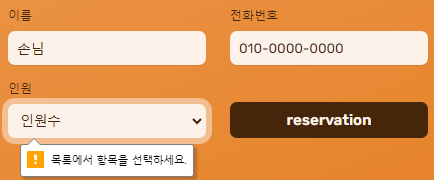 이름
전화번호
손님
010-0000-0000
인원
인원수
reservation
목록에서 항목을 선택하세요.